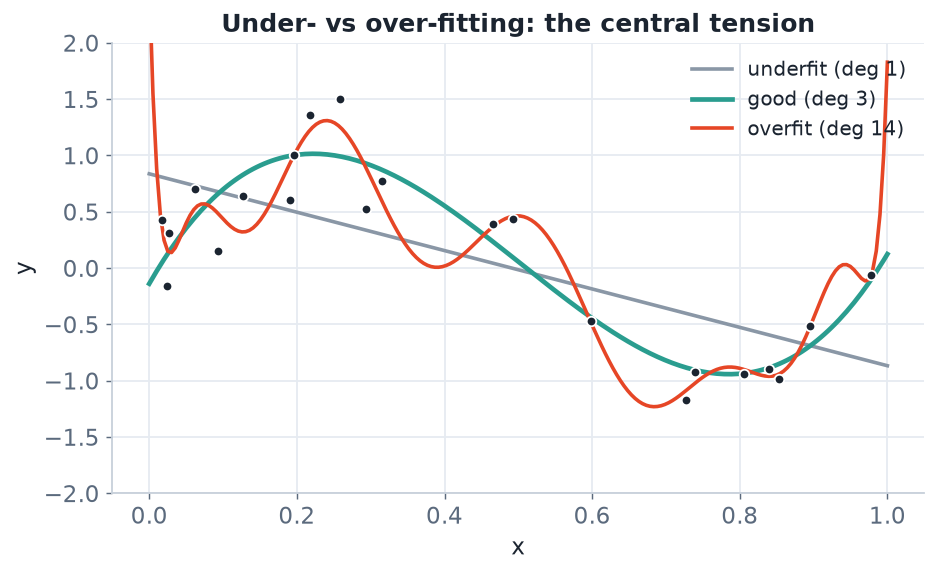 Under- vs over-fitting: the central tension
underfit (deg 1)
good (deg 3)
overfit (deg 14)
y
2.0
1.5
1.0
0.5
0.0
−0.5
−1.0
−1.5
−2.0
0.0 0.2 0.4 0.6 0.8 1.0
x